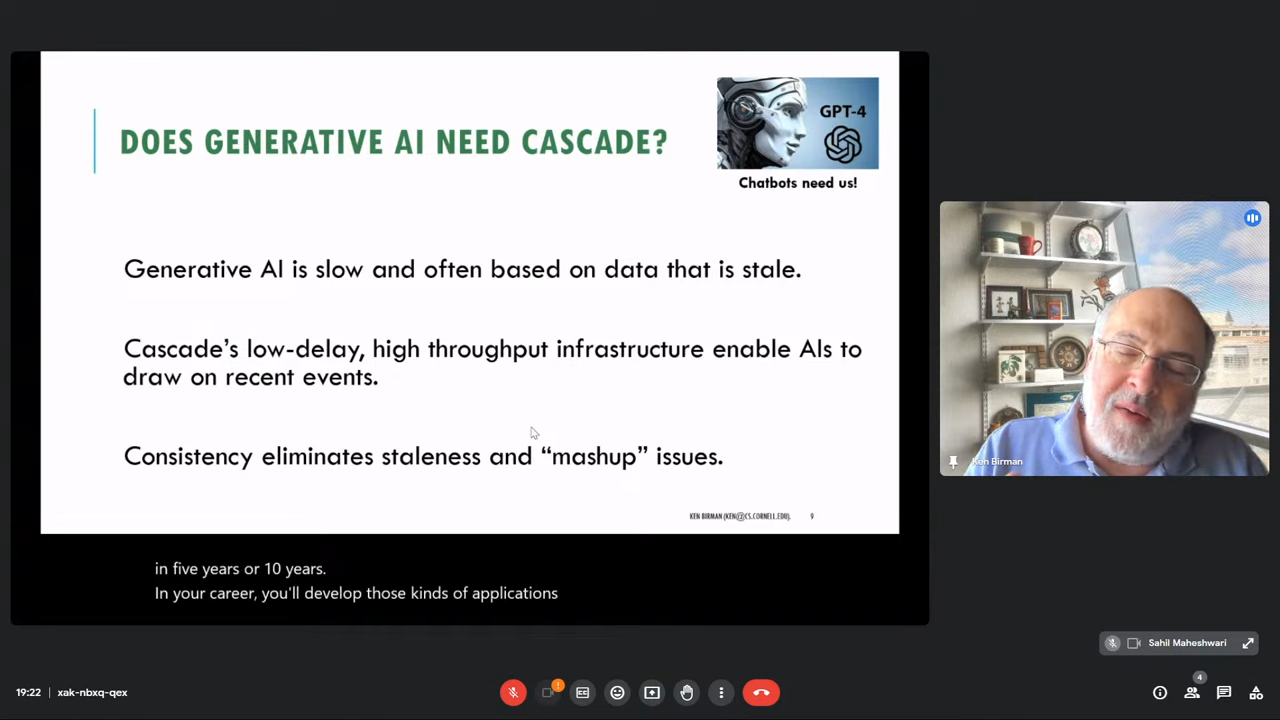 DOES GENERATIVE AI NEED CASCADE?
GPT-4
Chatbots need us!
Generative AI is slow and often based on data that is stale.
Cascade's low-delay, high throughput infrastructure enable AIs to
draw on recent events.
Consistency eliminates staleness and “mashup” issues.
KEN BIRMAN (KEN@CS.CORNELL.EDU). 9
Ken Birman
in five years or 10 years.
In your career, you'll develop those kinds of applications
Sahil Maheshwari
19:22 | xak-nbxq-qex
4